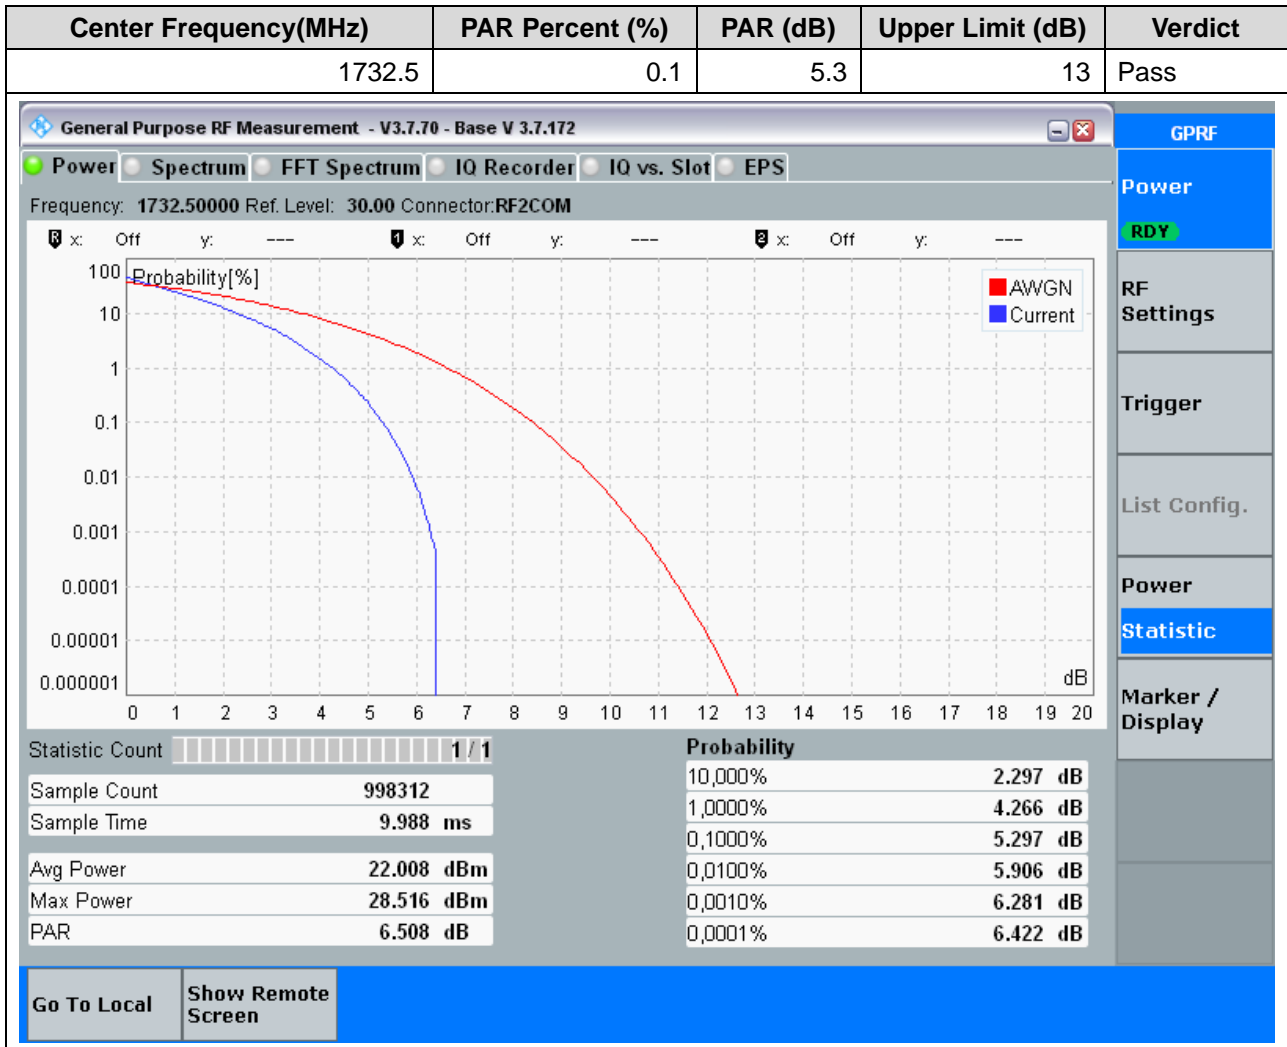 Center Frequency(MHz) PAR Percent (%) PAR (dB) Upper Limit (dB) Verdict
1732.5 0.1 5.3 13 Pass
General Purpose RF Measurement - V3.7.70 - Base V 3.7.172
GPRF
Power Spectrum FFT Spectrum IQ Recorder IQ vs. Slot EPS
Power
RDY
Frequency: 1732.50000 Ref. Level: 30.00 Connector:RF2COM
R x: Off y: --- 1 x: Off y: --- 2 x: Off y: ---
Probability[%]
100
10
1
0.1
0.01
0.001
0.0001
0.00001
0.000001
AWGN
Current
dB
0 1 2 3 4 5 6 7 8 9 10 11 12 13 14 15 16 17 18 19 20
RF
Settings
Trigger
List Config.
Power
Statistic
Marker /
Display
Statistic Count 1 / 1
Sample Count 998312
Sample Time 9.988 ms
Avg Power 22.008 dBm
Max Power 28.516 dBm
PAR 6.508 dB
Probability
10,000% 2.297 dB
1,0000% 4.266 dB
0,1000% 5.297 dB
0,0100% 5.906 dB
0,0010% 6.281 dB
0,0001% 6.422 dB
Go To Local
Show Remote
Screen